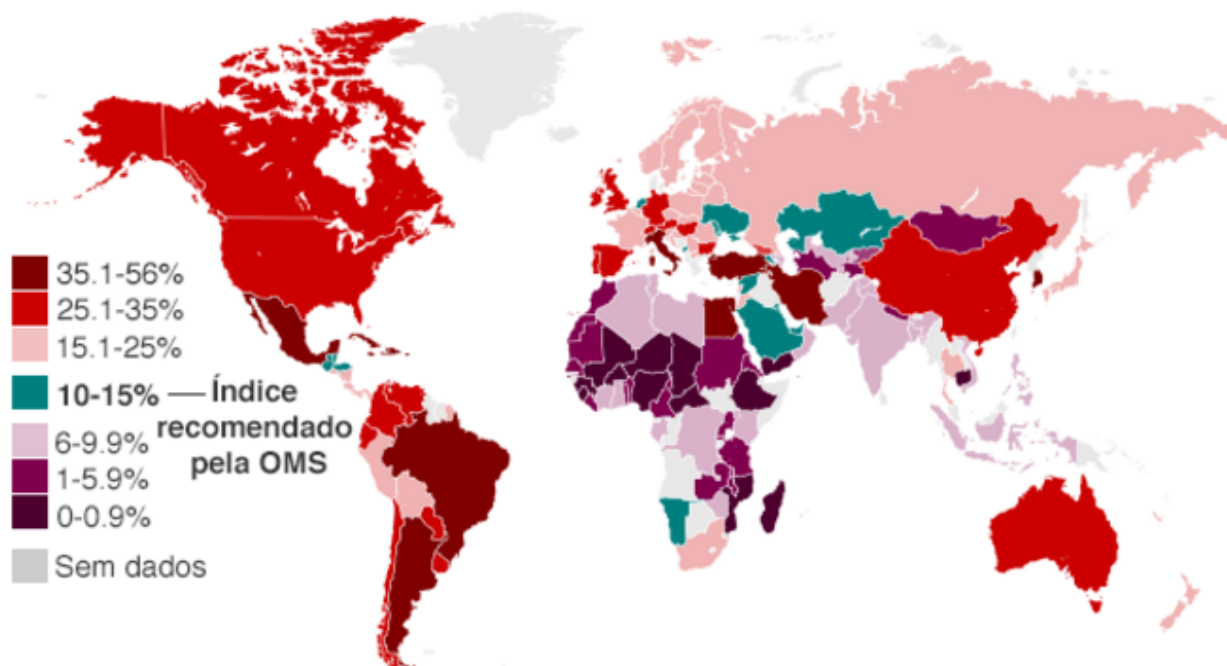 35.1-56%
25.1-35%
15.1-25%
10-15% — Índice
recomendado
pela OMS
6-9.9%
1-5.9%
0-0.9%
Sem dados